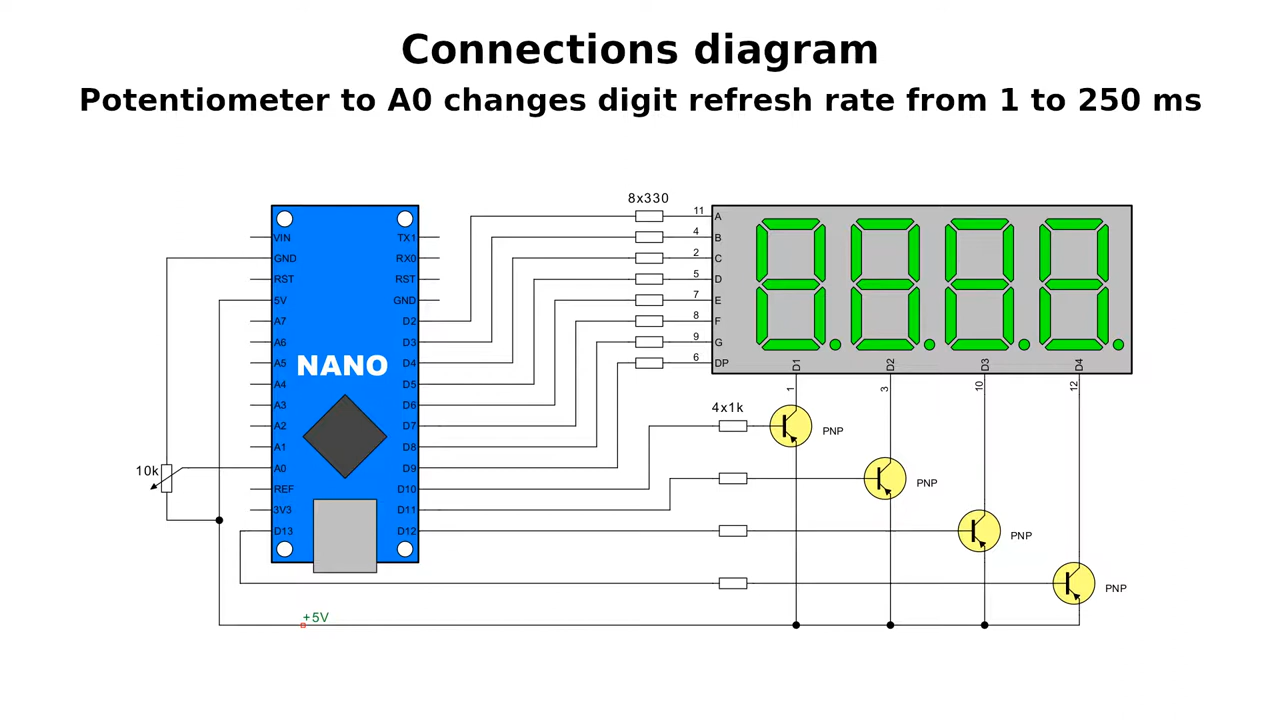 Connections diagram
Potentiometer to A0 changes digit refresh rate from 1 to 250 ms
8x330
11 A
4 B
2 C
5 D
7 E
8 F
9 G
6 DP
D1 D2 D3 D4
1 3 10 12
VIN TX1
GND RX0
RST RST
5V GND
A7 D2
A6 D3
A5 D4
NANO
A4 D5
A3 D6
A2 D7
A1 D8
10k A0 D9
REF D10
3V3 D11
D13 D12
4x1k
PNP
PNP
PNP
PNP
+5V